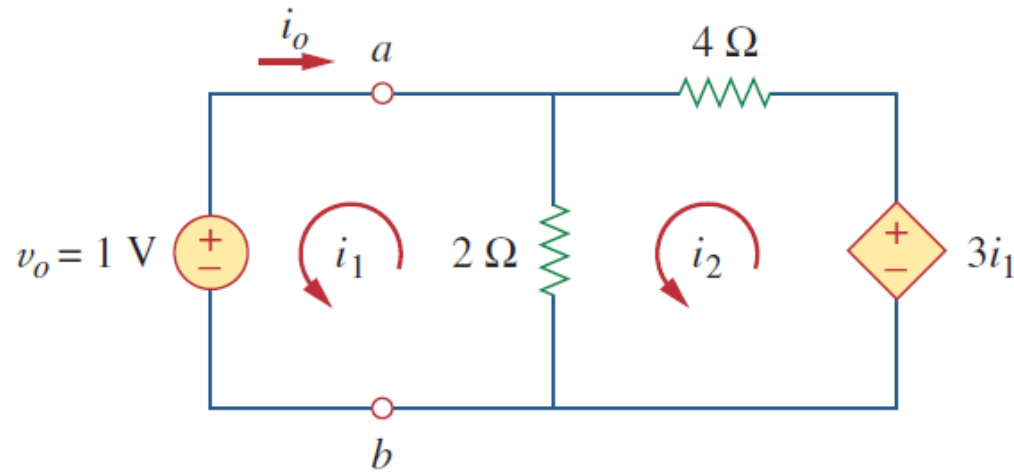 i_o
a
4 Ω
v_o = 1 V
+
−
i_1
2 Ω
i_2
+
−
3i_1
b